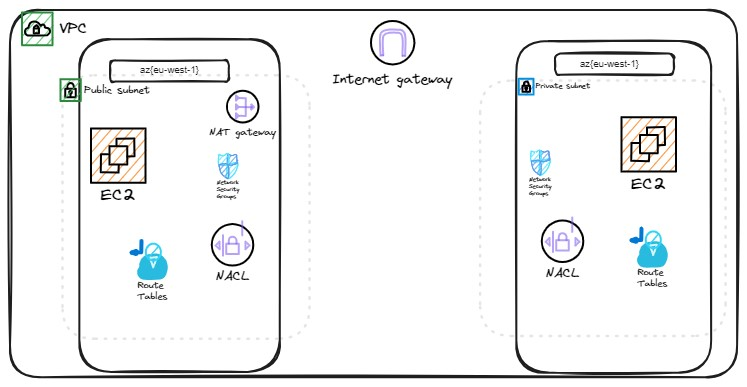 VPC
az{eu-west-1}
Public subnet
NAT gateway
EC2
Network
Security
Groups
NACL
Route
Tables
Internet gateway
az{eu-west-1}
Private subnet
EC2
Network
Security
Groups
NACL
Route
Tables